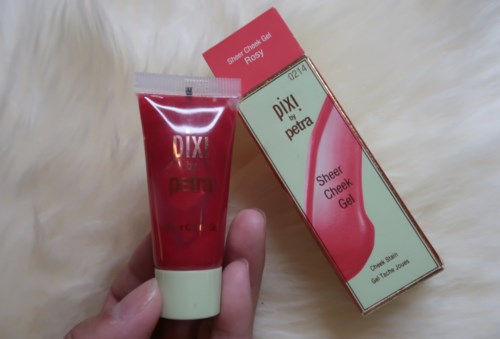 pixi
by
petra
Sheer Cheek Gel
Rosy
0214
pixi
by
petra
Sheer
Cheek
Gel
Cheek Stain
Gel Tache Joues